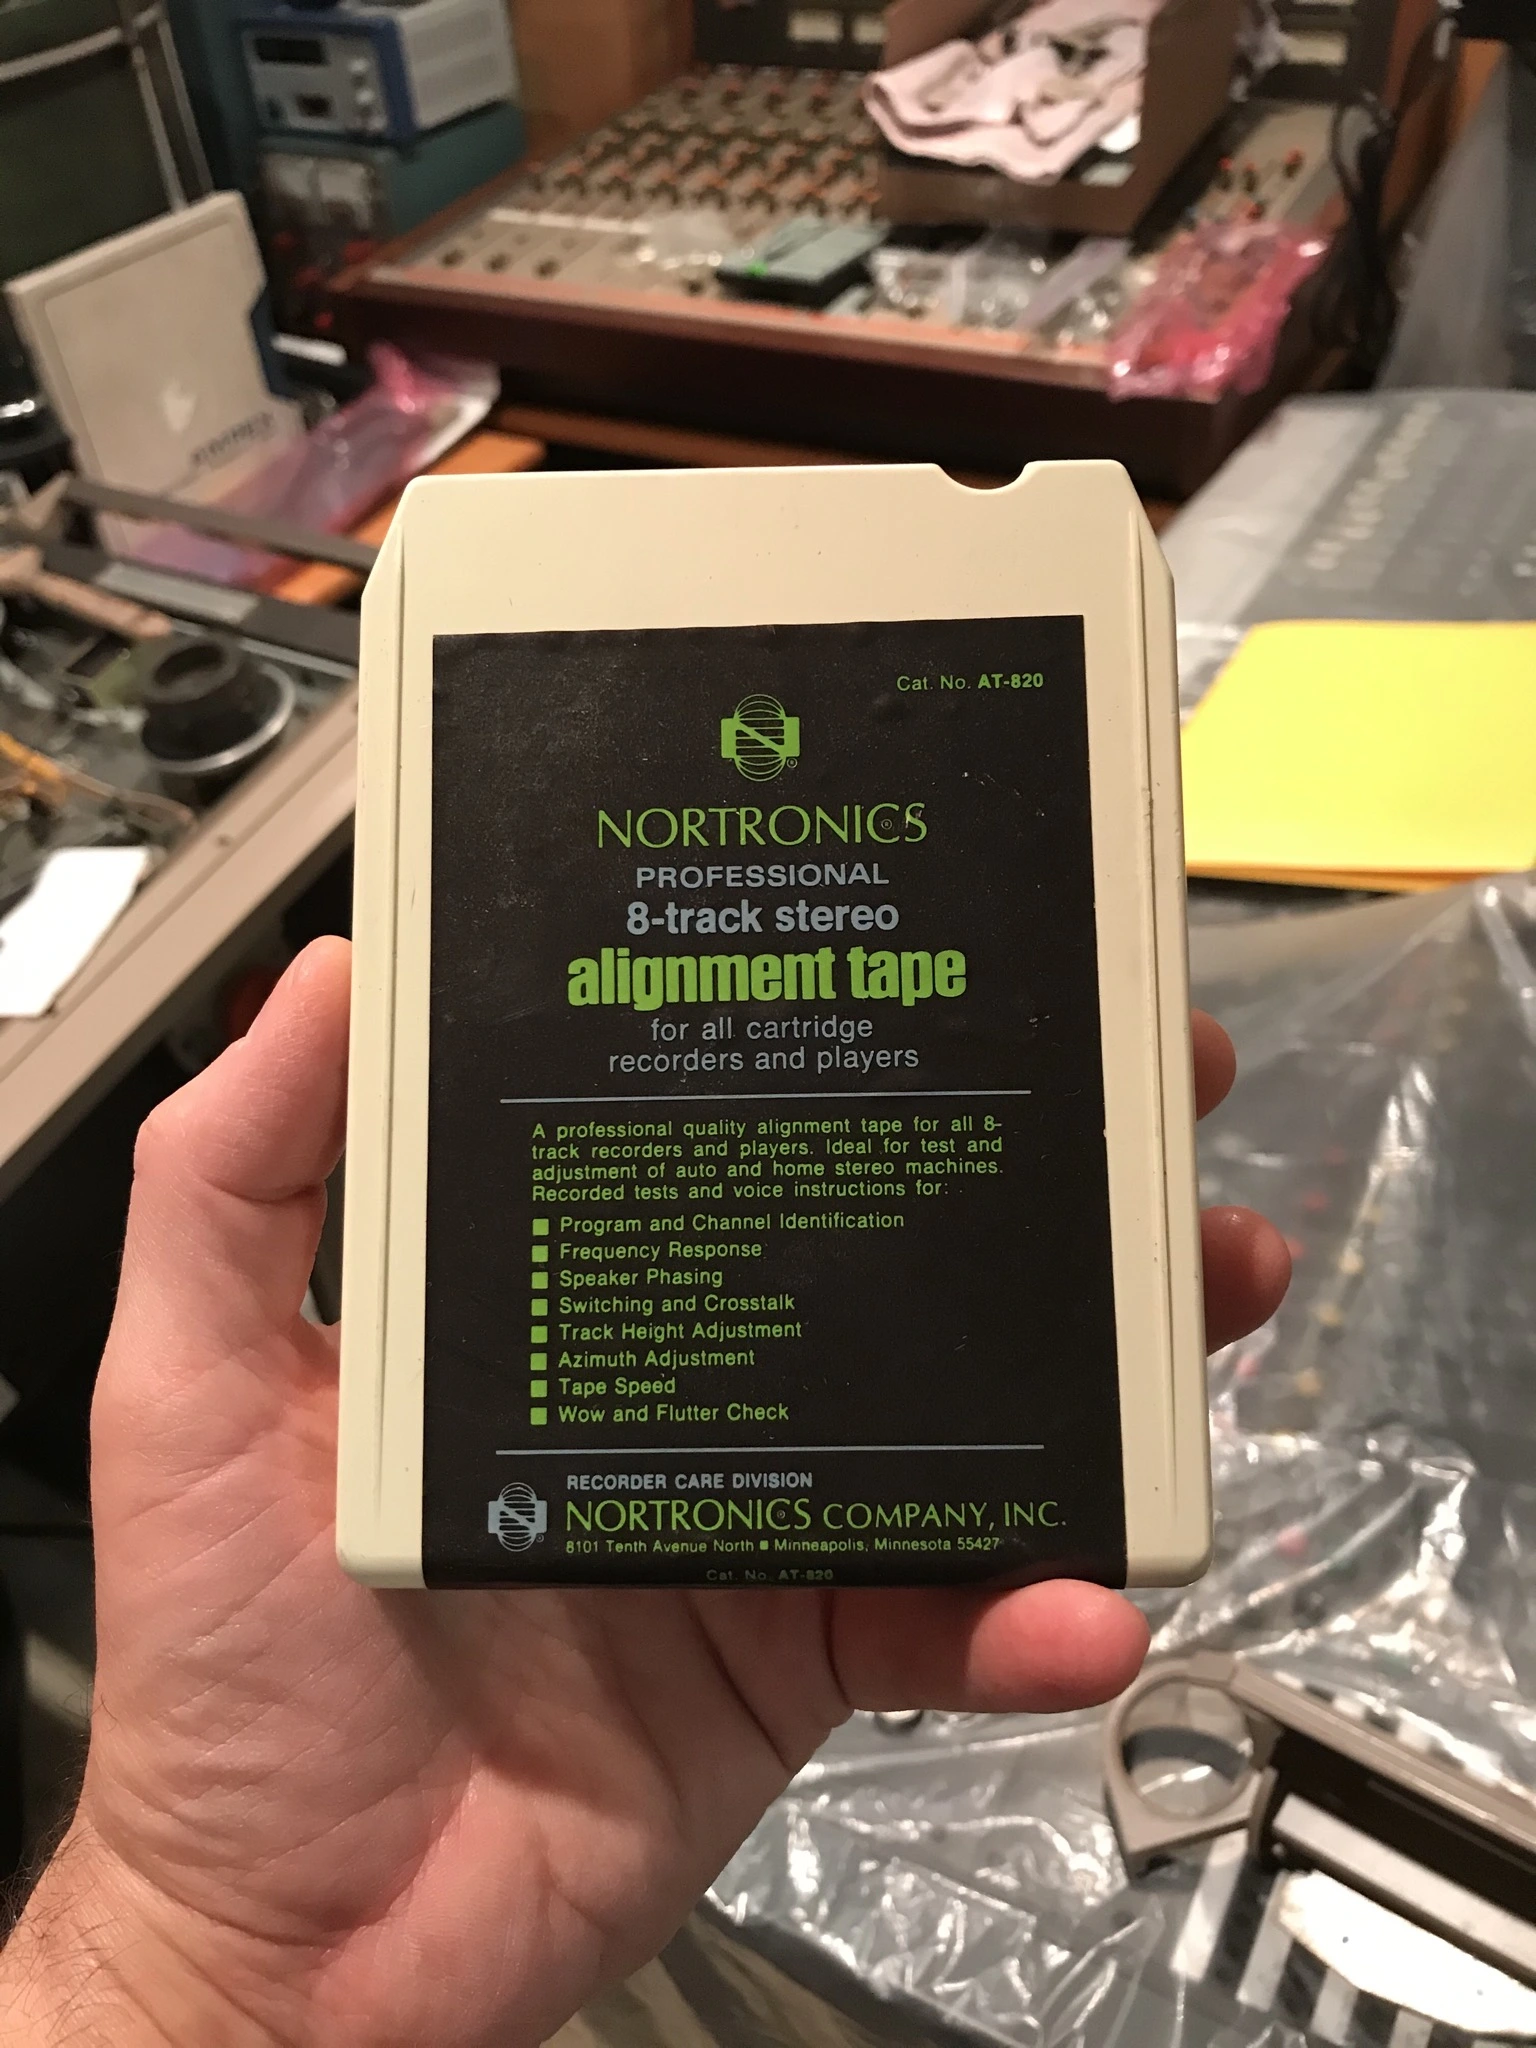 Cat. No. AT-820
NORTRONICS®
PROFESSIONAL
8-track stereo
alignment tape
for all cartridge
recorders and players
A professional quality alignment tape for all 8-
track recorders and players. Ideal for test and
adjustment of auto and home stereo machines.
Recorded tests and voice instructions for:
■ Program and Channel Identification
■ Frequency Response
■ Speaker Phasing
■ Switching and Crosstalk
■ Track Height Adjustment
■ Azimuth Adjustment
■ Tape Speed
■ Wow and Flutter Check
RECORDER CARE DIVISION
NORTRONICS® COMPANY, INC.
8101 Tenth Avenue North ■ Minneapolis, Minnesota 55427
Cat. No. AT-820